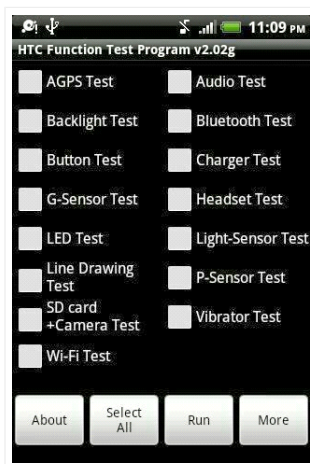 11:09 PM
HTC Function Test Program v2.02g
AGPS Test
Audio Test
Backlight Test
Bluetooth Test
Button Test
Charger Test
G-Sensor Test
Headset Test
LED Test
Light-Sensor Test
Line Drawing
Test
P-Sensor Test
SD card
+Camera Test
Vibrator Test
Wi-Fi Test
About
Select
All
Run
More